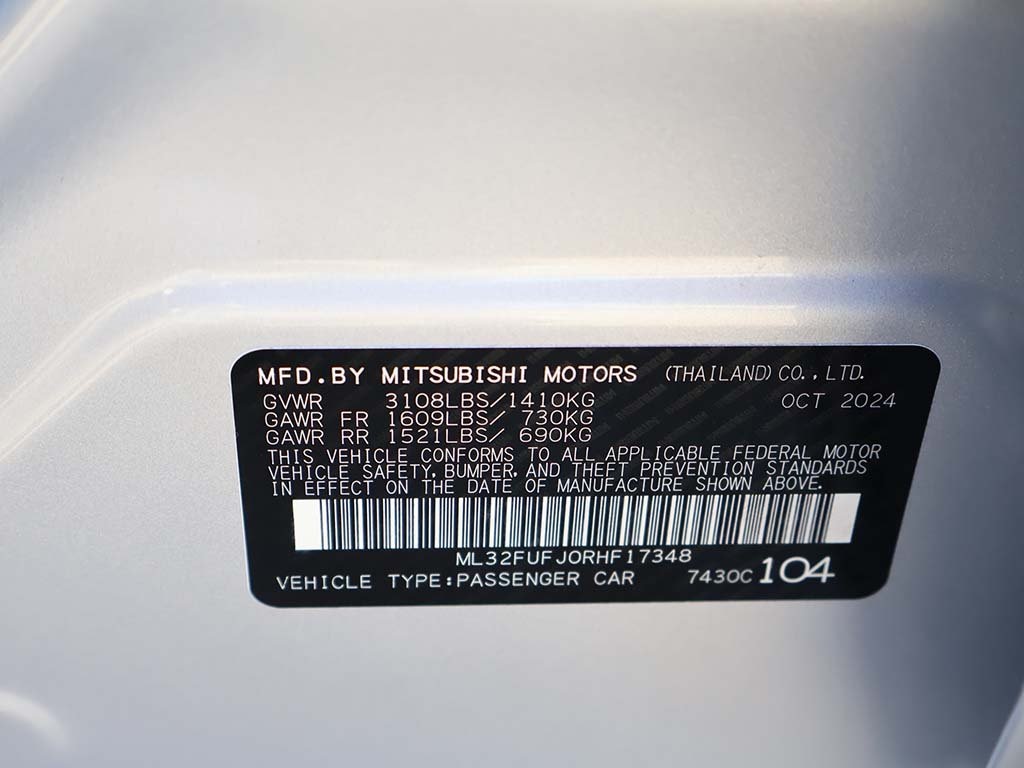 MFD.BY MITSUBISHI MOTORS (THAILAND) CO., LTD.
GVWR 3108LBS/1410KG OCT 2024
GAWR FR 1609LBS/ 730KG
GAWR RR 1521LBS/ 690KG
THIS VEHICLE CONFORMS TO ALL APPLICABLE FEDERAL MOTOR
VEHICLE SAFETY, BUMPER, AND THEFT PREVENTION STANDARDS
IN EFFECT ON THE DATE OF MANUFACTURE SHOWN ABOVE.
ML32FUFJ0RHF17348
VEHICLE TYPE:PASSENGER CAR 7430C 104